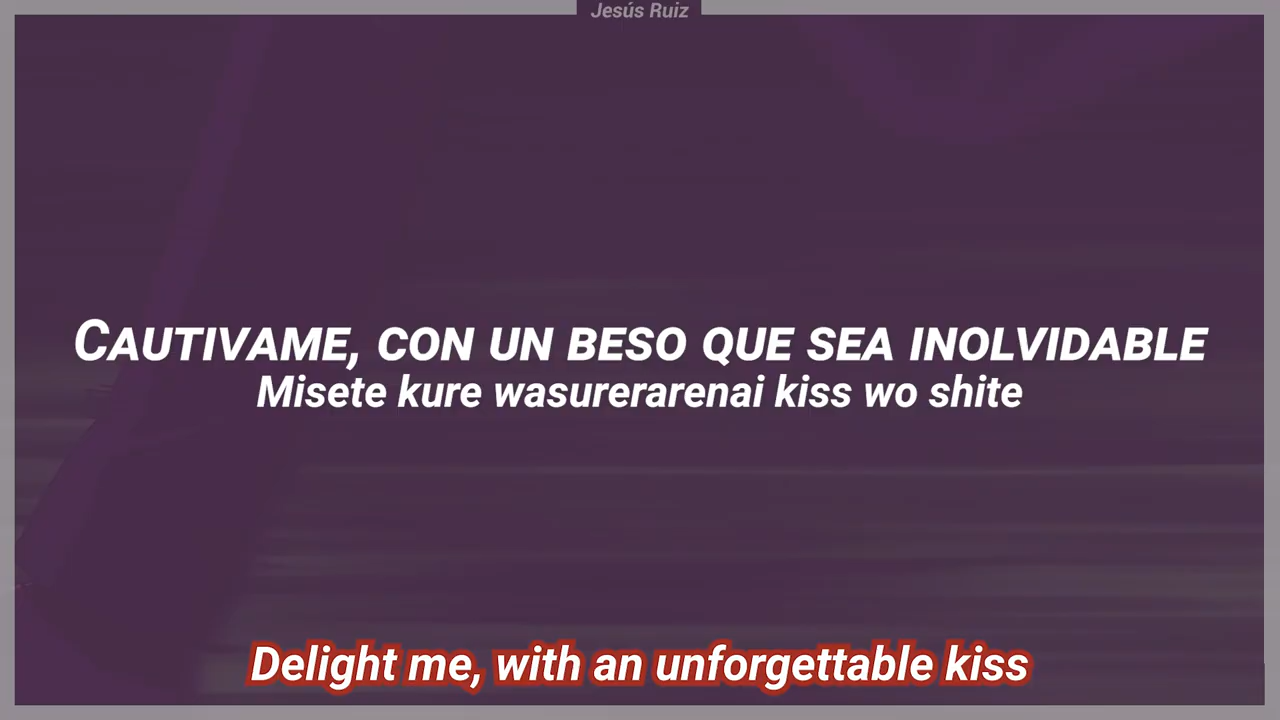 Jesús Ruiz
CAUTIVAME, CON UN BESO QUE SEA INOLVIDABLE
Misete kure wasurerarenai kiss wo shite
Delight me, with an unforgettable kiss